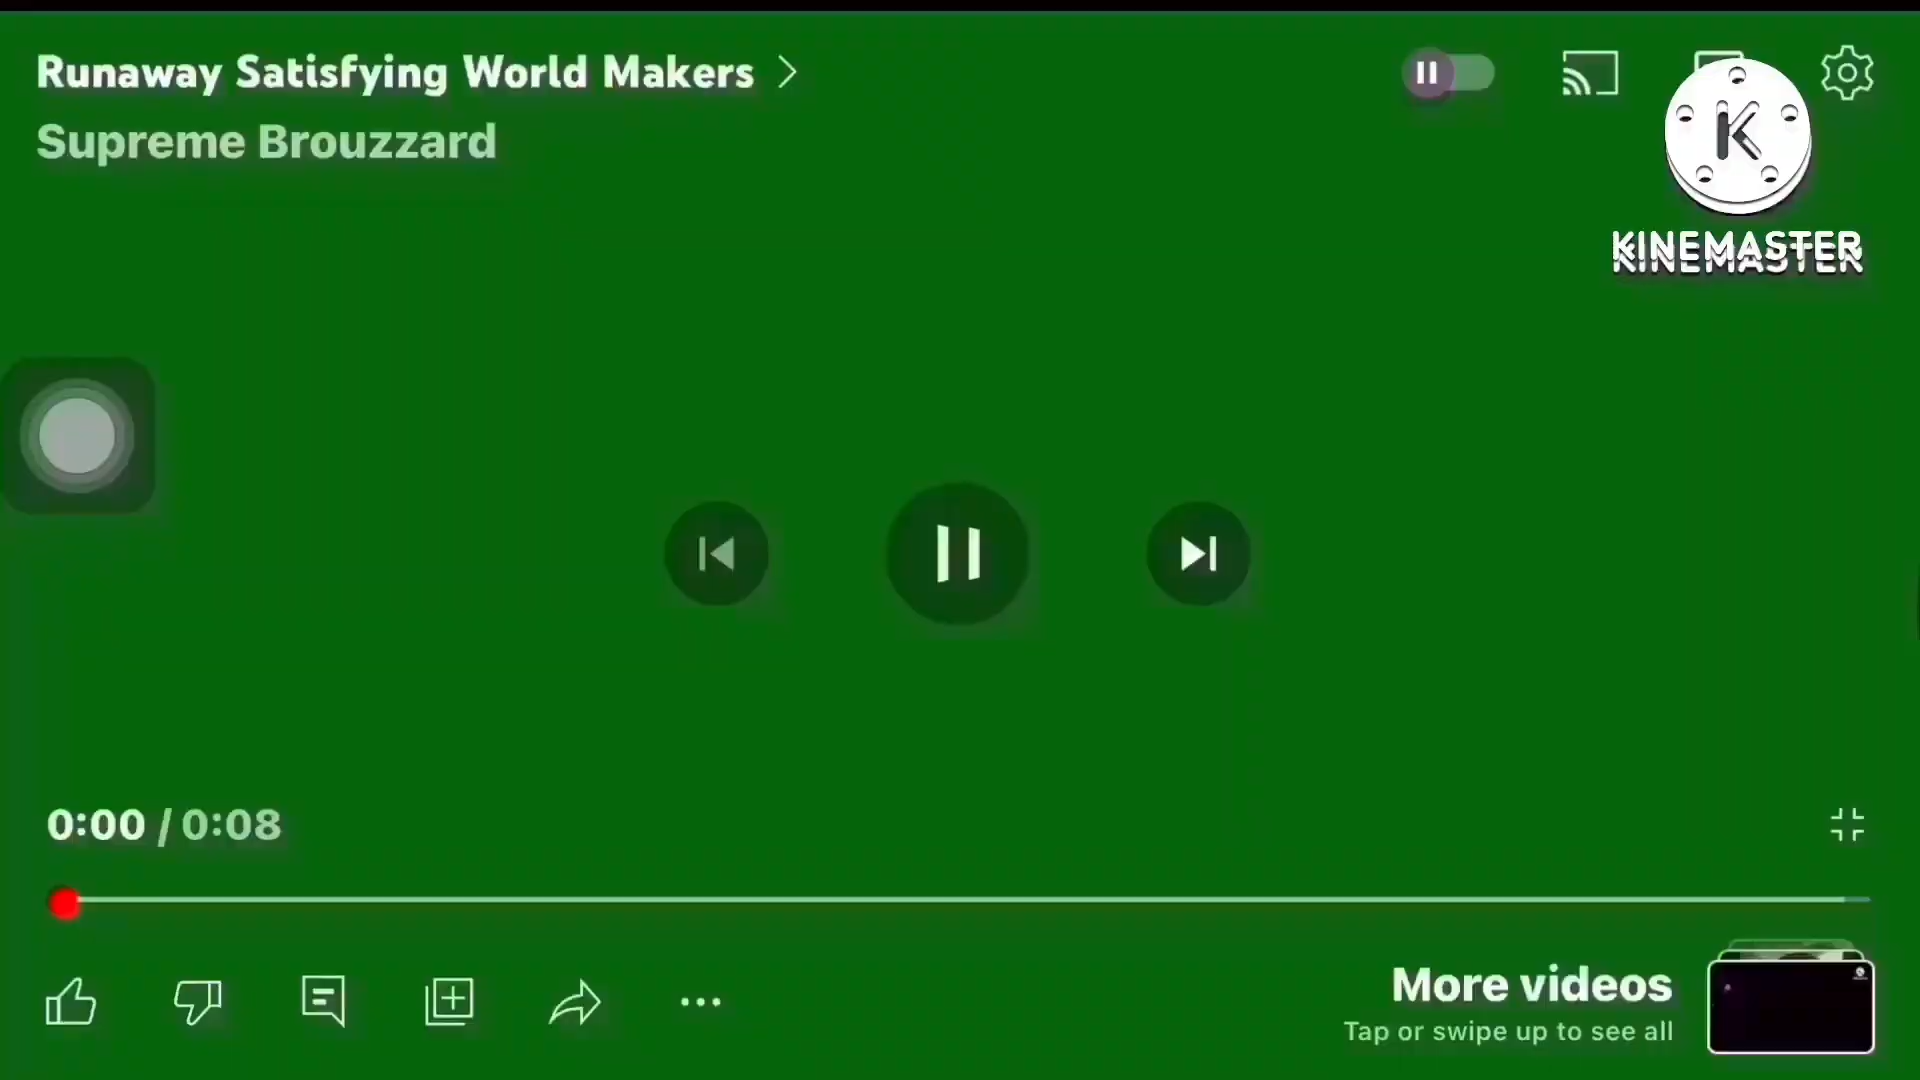 Runaway Satisfying World Makers
Supreme Brouzzard
K
KINEMASTER
0:00 / 0:08
More videos
Tap or swipe up to see all